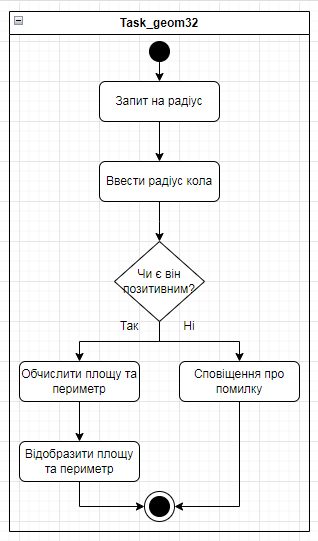 Task_geom32
Запит на радіус
Ввести радіус кола
Чи є він
позитивним?
Так
Ні
Обчислити площу та
периметр
Сповіщення про
помилку
Відобразити площу
та периметр